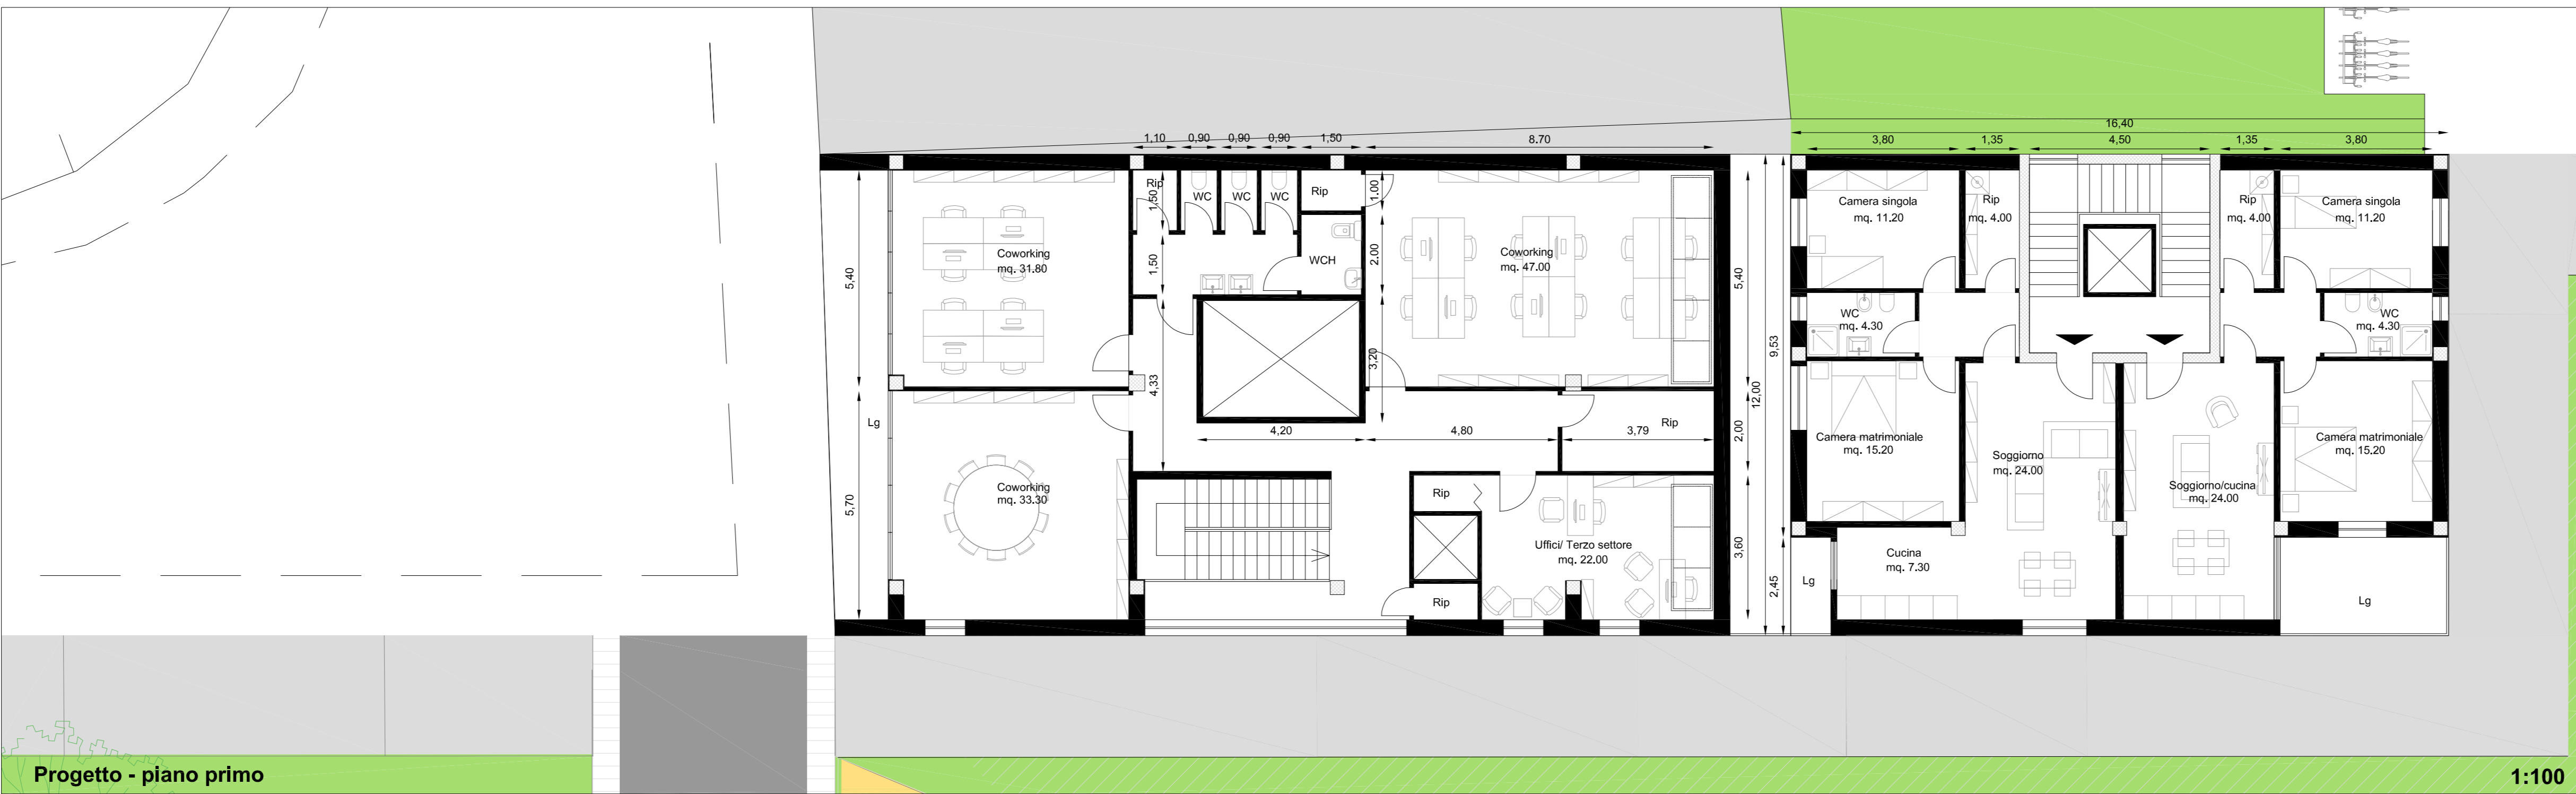 1,10
0,90
0,90
0,90
1,50
8.70
16,40
3,80
1,35
4,50
1,35
3,80
5,40
Coworking
mq. 31.80
Rip
1,50
WC
WC
WC
Rip
1.00
1,50
WCH
2,00
Coworking
mq. 47.00
5,40
3,20
4,33
Lg
5,70
Coworking
mq. 33.30
4,20
4,80
3,79
Rip
2,00
12,00
9,53
Rip
Rip
Uffici/ Terzo settore
mq. 22.00
3,60
2,45
Camera singola
mq. 11.20
Rip
mq. 4.00
Rip
mq. 4.00
Camera singola
mq. 11.20
WC
mq. 4.30
WC
mq. 4.30
Camera matrimoniale
mq. 15.20
Soggiorno
mq. 24.00
Soggiorno/cucina
mq. 24.00
Camera matrimoniale
mq. 15.20
Cucina
mq. 7.30
Lg
Lg
Progetto - piano primo
1:100